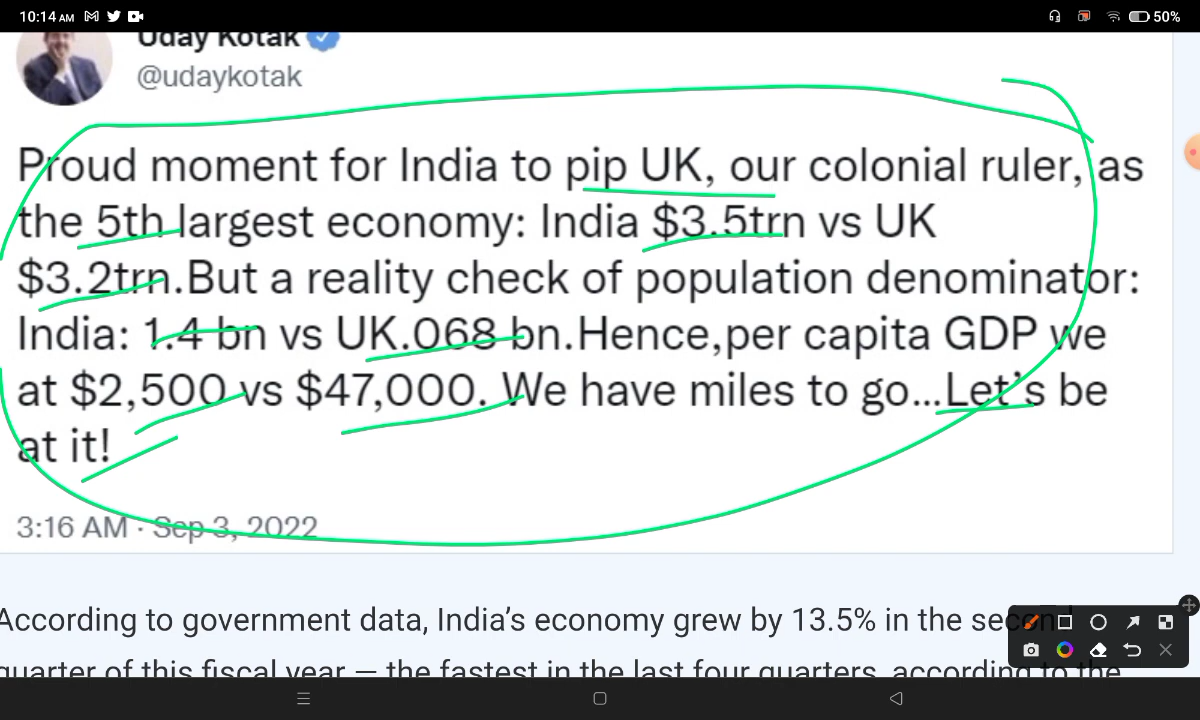 10:14 AM 50%
Uday Kotak
@udaykotak
Proud moment for India to pip UK, our colonial ruler, as
the 5th largest economy: India $3.5trn vs UK
$3.2trn.But a reality check of population denominator:
India: 1.4 bn vs UK.068 bn.Hence,per capita GDP we
at $2,500 vs $47,000. We have miles to go...Let's be
at it!
3:16 AM · Sep 3, 2022
According to government data, India’s economy grew by 13.5% in the second
quarter of this fiscal year — the fastest in the last four quarters, according to the